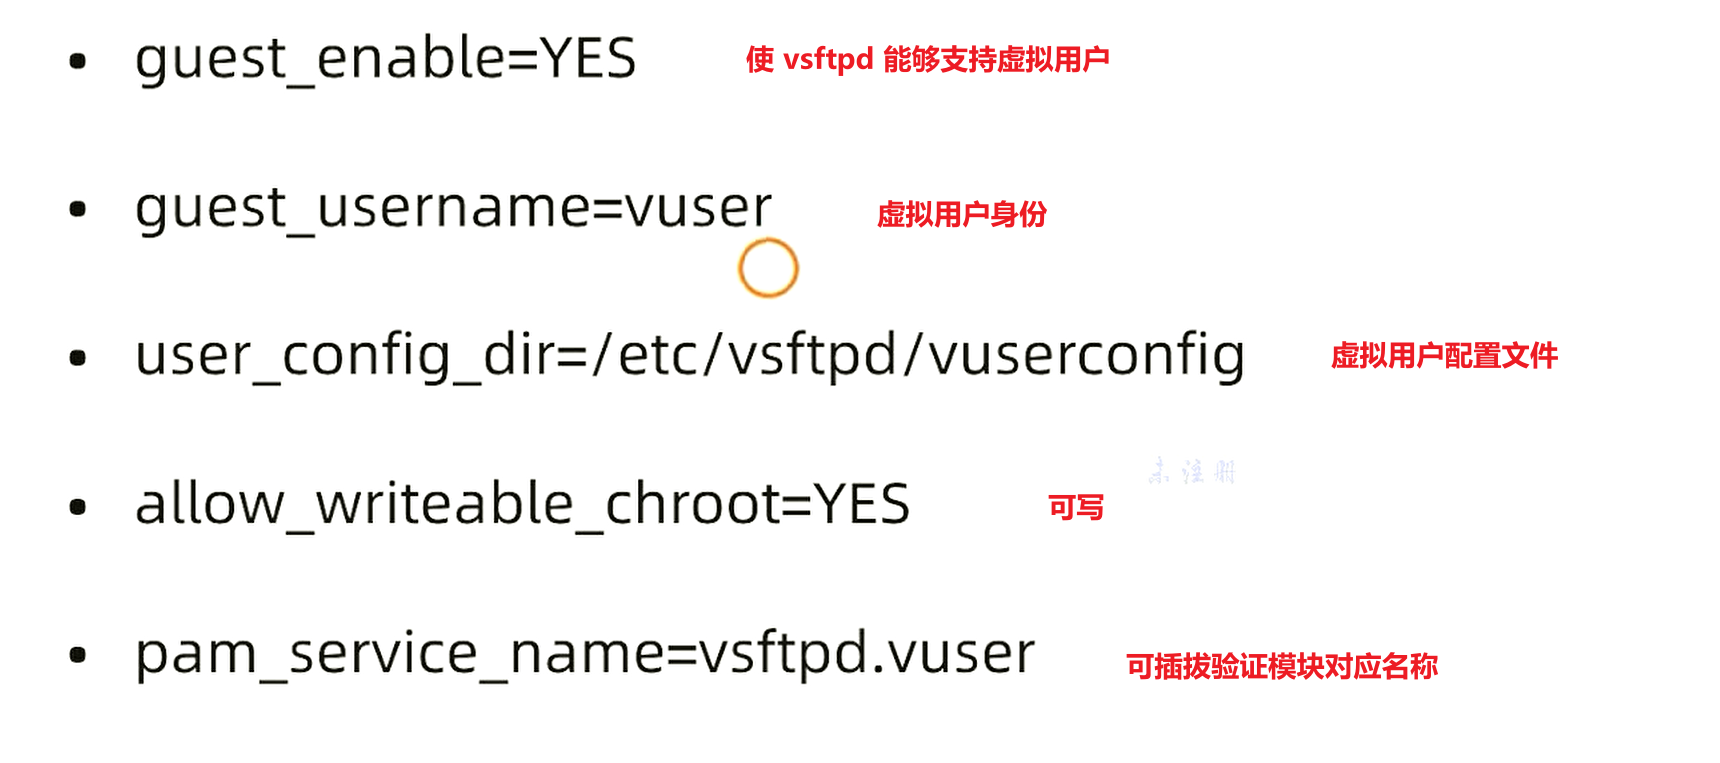 • guest_enable=YES 使 vsftpd 能够支持虚拟用户
• guest_username=vuser 虚拟用户身份
• user_config_dir=/etc/vsftpd/vuserconfig 虚拟用户配置文件
未注册
• allow_writeable_chroot=YES 可写
• pam_service_name=vsftpd.vuser 可插拔验证模块对应名称